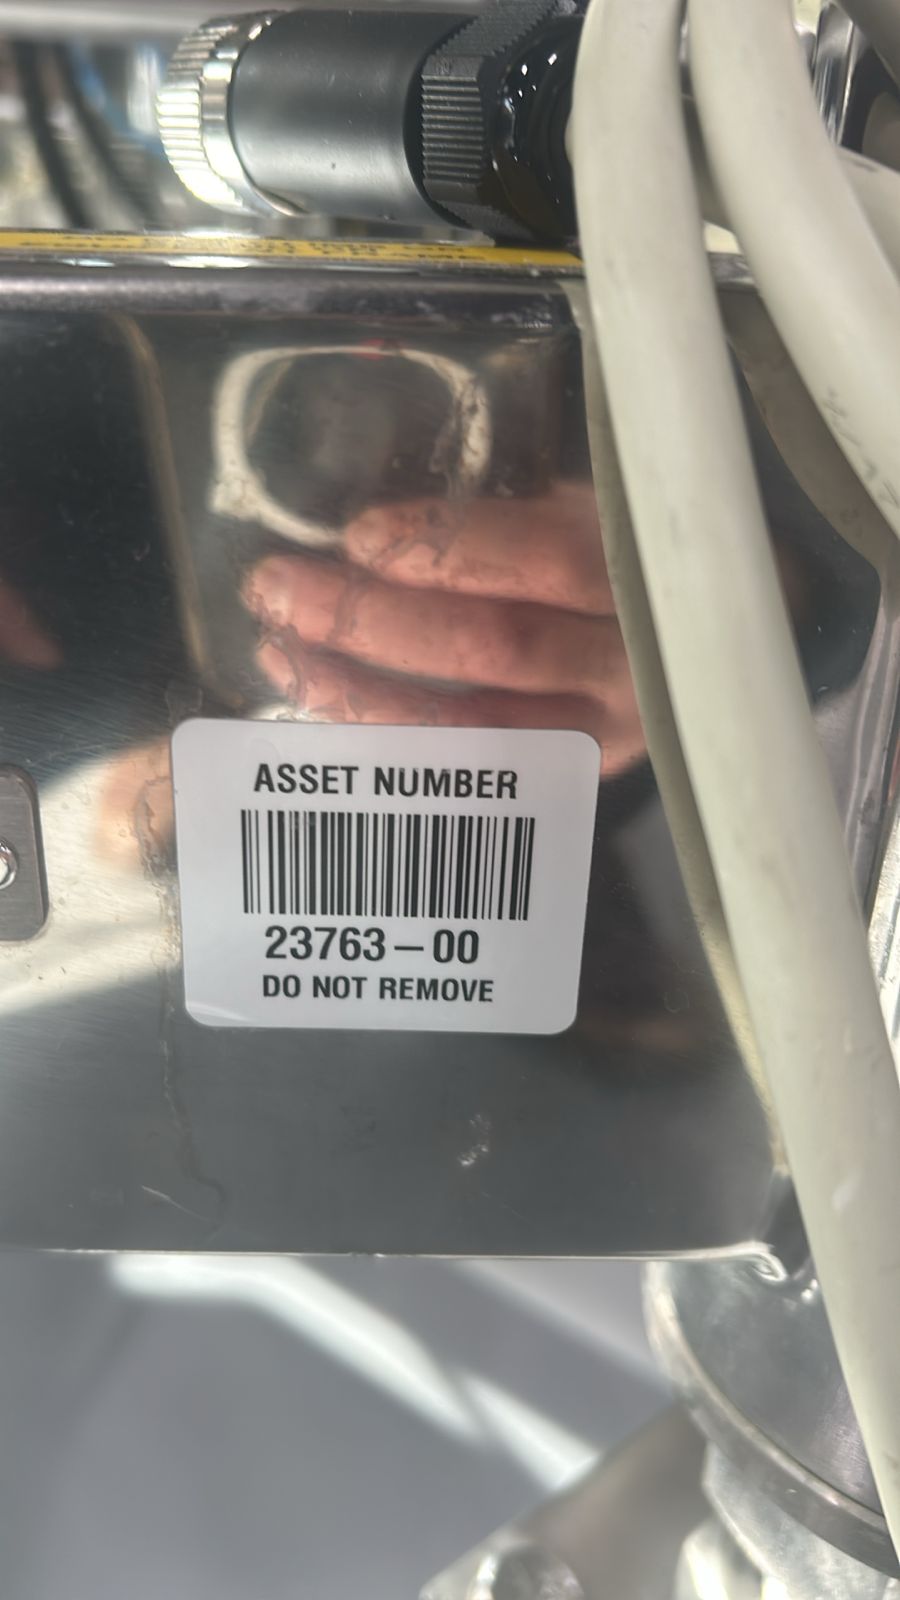 ASSET NUMBER
23763-00
DO NOT REMOVE